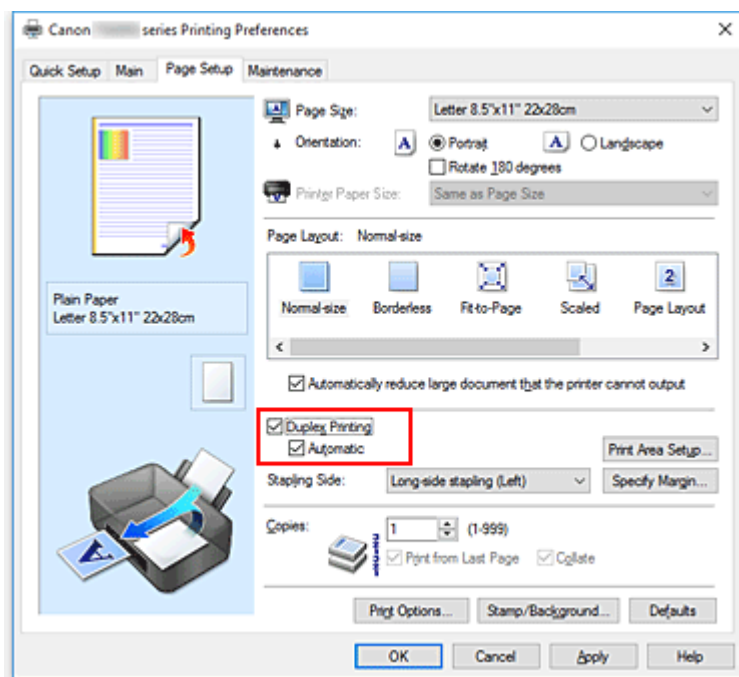 Canon series Printing Preferences
Quick Setup Main Page Setup Maintenance
Page Size: Letter 8.5"x11" 22x28cm
Orientation: A Portrait A Landscape
Rotate 180 degrees
Printer Paper Size: Same as Page Size
Page Layout: Normal-size
2
Normal-size Borderless Fit-to-Page Scaled Page Layout
Plain Paper
Letter 8.5"x11" 22x28cm
Automatically reduce large document that the printer cannot output
Duplex Printing
Automatic
Print Area Setup...
Stapling Side: Long-side stapling (Left) Specify Margin...
Copies: 1 (1-999)
Print from Last Page Collate
A
Print Options... Stamp/Background... Defaults
OK Cancel Apply Help